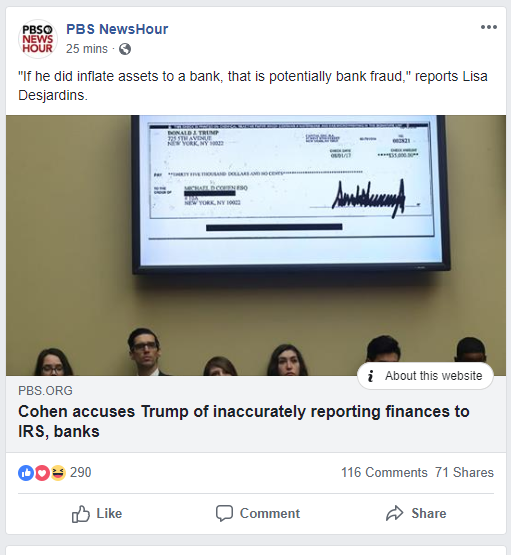 PBS
NEWS
HOUR
PBS NewsHour
25 mins ·
"If he did inflate assets to a bank, that is potentially bank fraud," reports Lisa
Desjardins.
DONALD J. TRUMP
725 5TH AVENUE
NEW YORK, NY 10022
002821
CHECK DATE
CHECK AMOUNT
08/01/17
****$35,000.00**
PAY
THIRTY FIVE THOUSAND DOLLARS AND NO CENTS
TO THE
ORDER OF
MICHAEL D COHEN ESQ
NEW YORK, NY 10022
i About this website
PBS.ORG
Cohen accuses Trump of inaccurately reporting finances to
IRS, banks
290
116 Comments 71 Shares
Like
Comment
Share